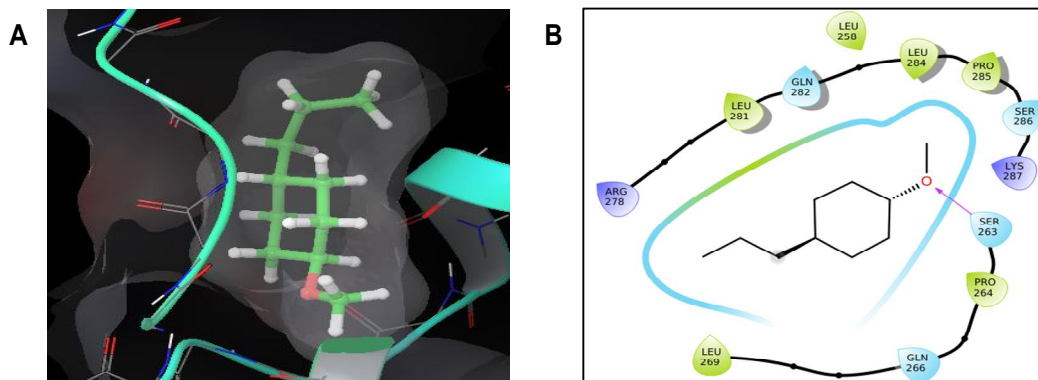 A
B
LEU
258
LEU
284
PRO
285
GLN
282
SER
286
LEU
281
LYS
287
ARG
278
O
SER
263
PRO
264
LEU
269
GLN
266